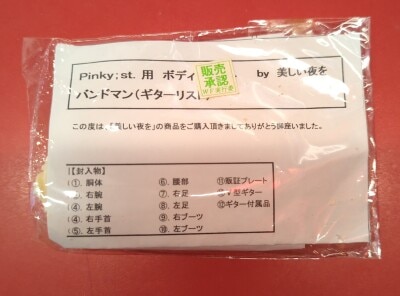 Pinky;st. 用 ボディ
by 美しい夜を
バンドマン(ギターリスト)
販売
承認
この度は、「美しい夜を」の商品をご購入頂きましてありがとう御座いました。
【封入物】
①. 胴体
右腕
④. 左腕
④. 右手首
⑤. 左手首
⑥. 腰部
⑦. 右足
⑧. 左足
⑨. 右ブーツ
⑩. 左ブーツ
⑪販証プレート
型ギター
⑫ギター付属品